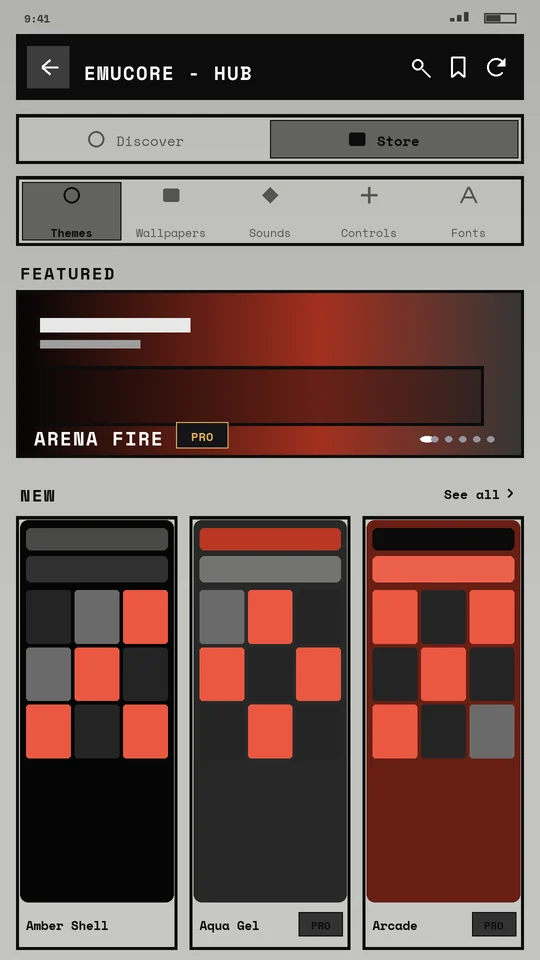 9:41
EMUCORE - HUB
Discover
Store
Themes
Wallpapers
Sounds
Controls
Fonts
FEATURED
ARENA FIRE
PRO
NEW
See all
Amber Shell
Aqua Gel
PRO
Arcade
PRO